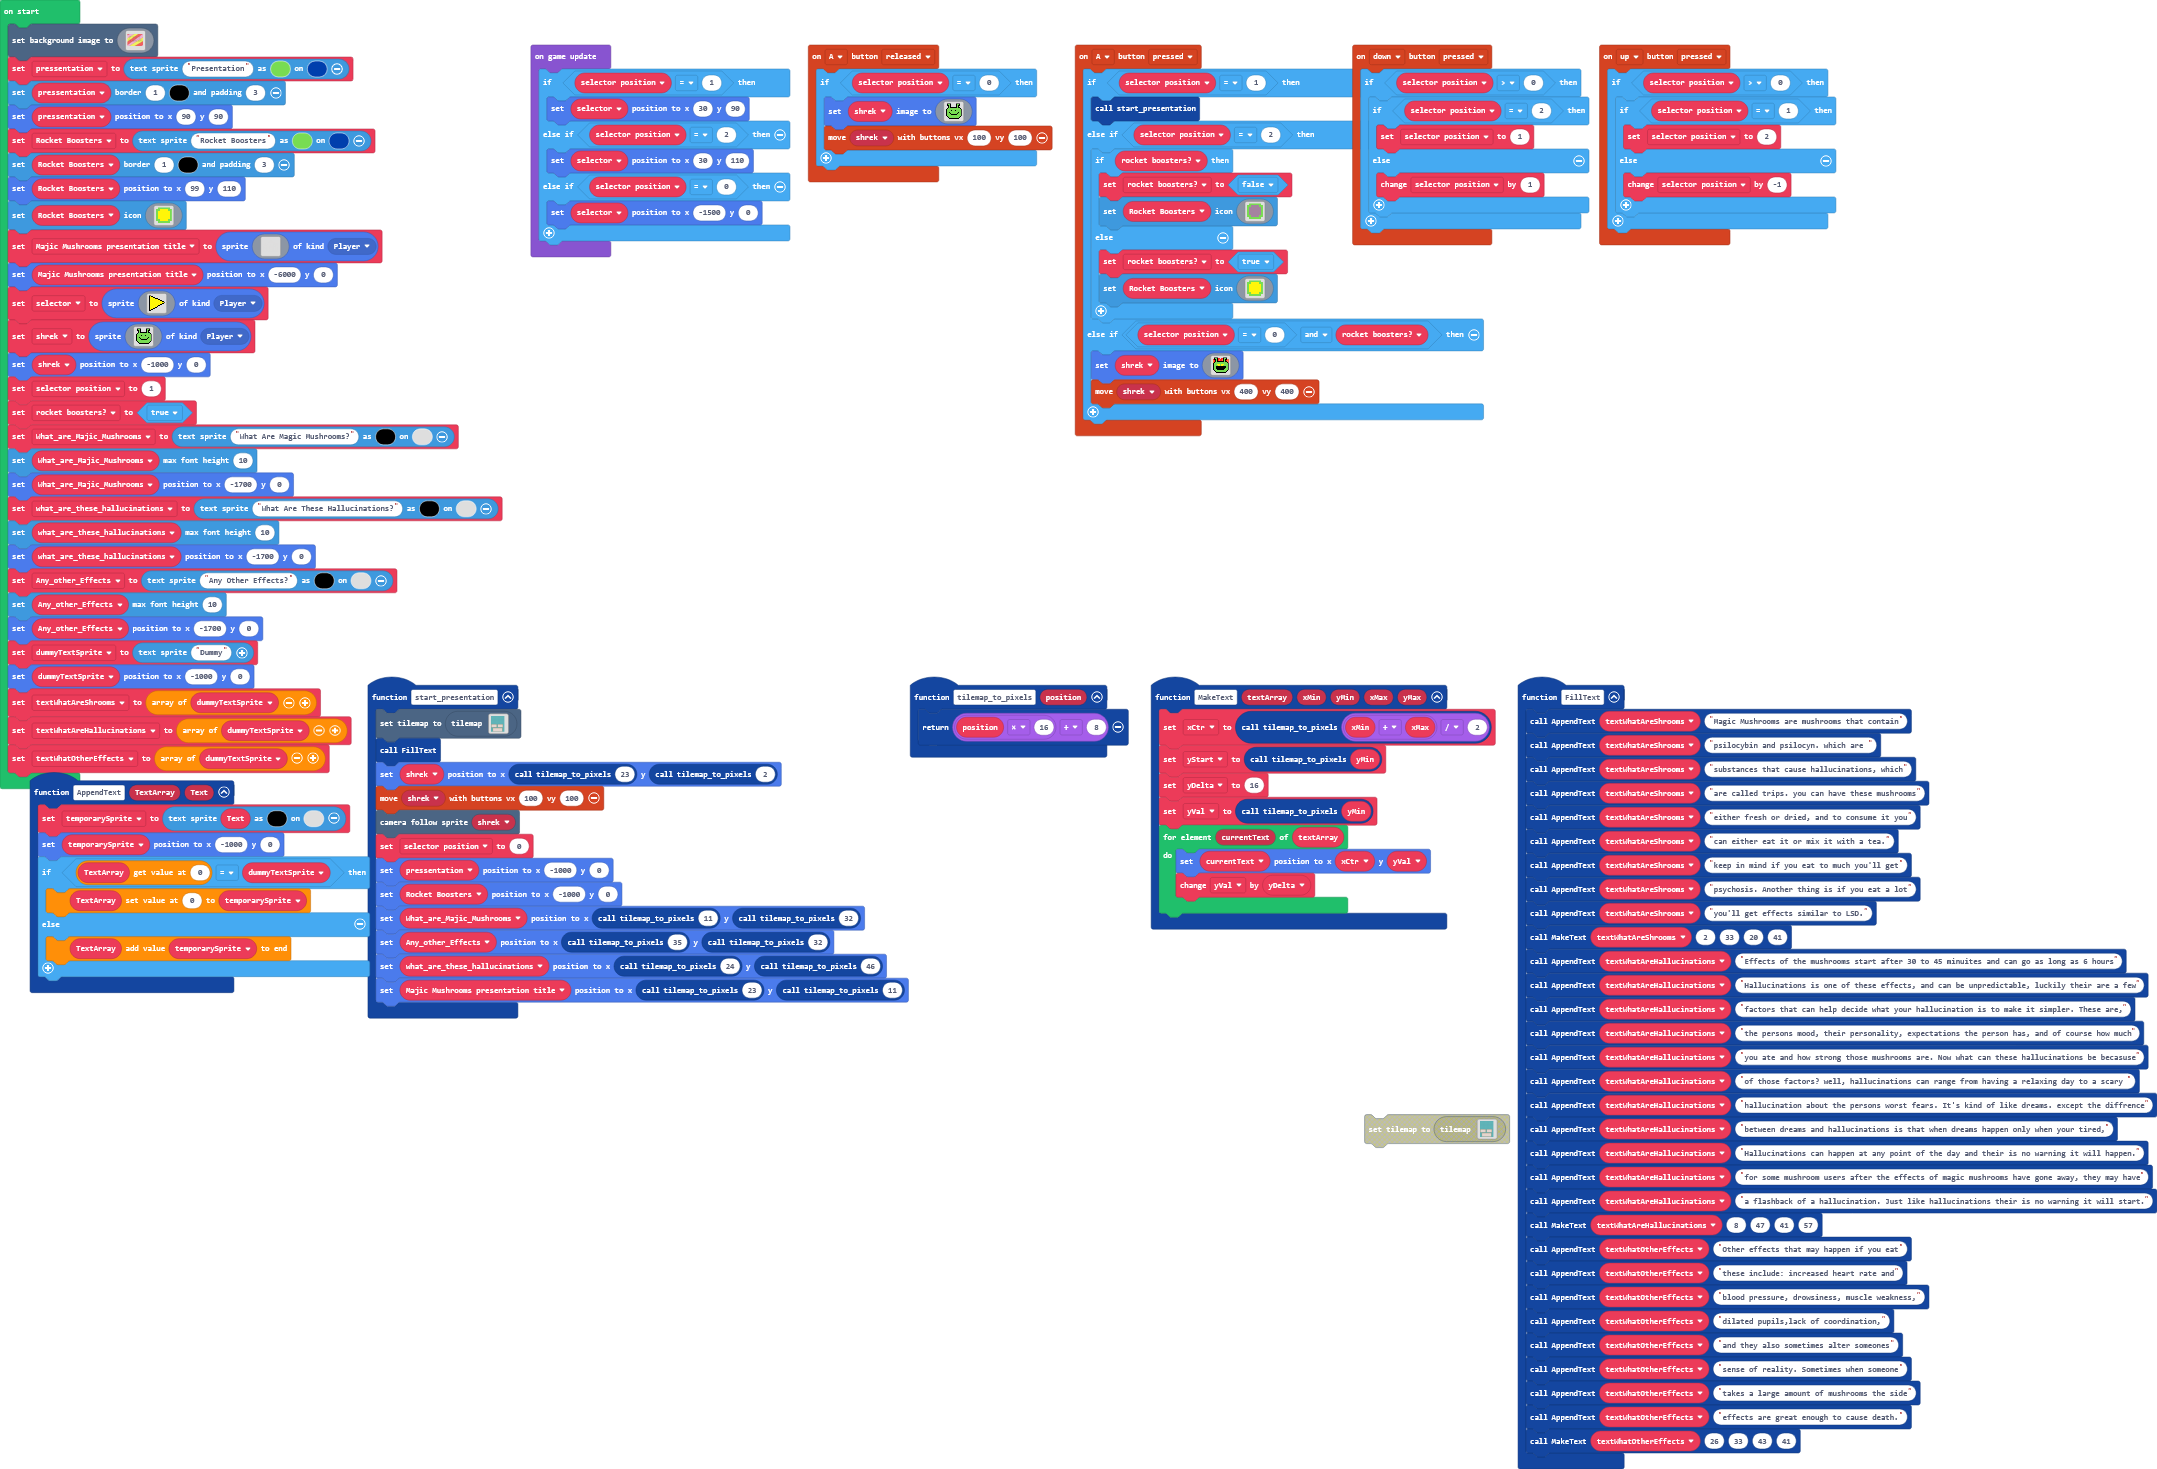 on start
set background image to
set pressentation to text sprite "Presentation" as on
set pressentation border 1 and padding 3
set pressentation position to x 90 y 90
set Rocket Boosters to text sprite "Rocket Boosters" as on
set Rocket Boosters border 1 and padding 3
set Rocket Boosters position to x 99 y 110
set Rocket Boosters icon
set Majic Mushrooms presentation title to sprite of kind Player
set Majic Mushrooms presentation title position to x -6000 y 0
set selector to sprite of kind Player
set shrek to sprite of kind Player
set shrek position to x -1000 y 0
set selector position to 1
set rocket boosters? to true
set What_are_Majic_Mushrooms to text sprite "What Are Magic Mushrooms?" as on
set What_are_Majic_Mushrooms max font height 10
set What_are_Majic_Mushrooms position to x -1700 y 0
set what_are_these_hallucinations to text sprite "What Are These Hallucinations?" as on
set what_are_these_hallucinations max font height 10
set what_are_these_hallucinations position to x -1700 y 0
set Any_other_Effects to text sprite "Any Other Effects?" as on
set Any_other_Effects max font height 10
set Any_other_Effects position to x -1700 y 0
set dummyTextSprite to text sprite "Dummy"
set dummyTextSprite position to x -1000 y 0
set textWhatAreShrooms to array of dummyTextSprite
set textWhatAreHallucinations to array of dummyTextSprite
set textWhatOtherEffects to array of dummyTextSprite
function AppendText TextArray Text
set temporarySprite to text sprite Text as on
set temporarySprite position to x -1000 y 0
if TextArray get value at 0 = dummyTextSprite then
TextArray set value at 0 to temporarySprite
else
TextArray add value temporarySprite to end
on game update
if selector position = 1 then
set selector position to x 30 y 90
else if selector position = 2 then
set selector position to x 30 y 110
else if selector position = 0 then
set selector position to x -1500 y 0
on A button released
if selector position = 0 then
set shrek image to
move shrek with buttons vx 100 vy 100
on A button pressed
if selector position = 1 then
call start_presentation
else if selector position = 2 then
if rocket boosters? then
set rocket boosters? to false
set Rocket Boosters icon
else
set rocket boosters? to true
set Rocket Boosters icon
else if selector position = 0 and rocket boosters? then
set shrek image to
move shrek with buttons vx 400 vy 400
on down button pressed
if selector position > 0 then
if selector position = 2 then
set selector position to 1
else
change selector position by 1
on up button pressed
if selector position > 0 then
if selector position = 1 then
set selector position to 2
else
change selector position by -1
function start_presentation
set tilemap to tilemap
call FillText
set shrek position to x call tilemap_to_pixels 23 y call tilemap_to_pixels 2
move shrek with buttons vx 100 vy 100
camera follow sprite shrek
set selector position to 0
set pressentation position to x -1000 y 0
set Rocket Boosters position to x -1000 y 0
set What_are_Majic_Mushrooms position to x call tilemap_to_pixels 11 y call tilemap_to_pixels 32
set Any_other_Effects position to x call tilemap_to_pixels 35 y call tilemap_to_pixels 32
set what_are_these_hallucinations position to x call tilemap_to_pixels 24 y call tilemap_to_pixels 46
set Majic Mushrooms presentation title position to x call tilemap_to_pixels 23 y call tilemap_to_pixels 11
function tilemap_to_pixels position
return position × 16 + 8
function MakeText textArray xMin yMin xMax yMax
set xCtr to call tilemap_to_pixels xMin + xMax / 2
set yStart to call tilemap_to_pixels yMin
set yDelta to 16
set yVal to call tilemap_to_pixels yMin
for element currentText of textArray
do set currentText position to x xCtr y yVal
change yVal by yDelta
set tilemap to tilemap
function FillText
call AppendText textWhatAreShrooms "Magic Mushrooms are mushrooms that contain"
call AppendText textWhatAreShrooms "psilocybin and psilocyn. which are "
call AppendText textWhatAreShrooms "substances that cause hallucinations, which"
call AppendText textWhatAreShrooms "are called trips. you can have these mushrooms"
call AppendText textWhatAreShrooms "either fresh or dried, and to consume it you"
call AppendText textWhatAreShrooms "can either eat it or mix it with a tea."
call AppendText textWhatAreShrooms "keep in mind if you eat to much you'll get"
call AppendText textWhatAreShrooms "psychosis. Another thing is if you eat a lot"
call AppendText textWhatAreShrooms "you'll get effects similar to LSD."
call MakeText textWhatAreShrooms 2 33 20 41
call AppendText textWhatAreHallucinations "Effects of the mushrooms start after 30 to 45 minuites and can go as long as 6 hours"
call AppendText textWhatAreHallucinations "Hallucinations is one of these effects, and can be unpredictable, luckily their are a few"
call AppendText textWhatAreHallucinations "factors that can help decide what your hallucination is to make it simpler. These are,"
call AppendText textWhatAreHallucinations "the persons mood, their personality, expectations the person has, and of course how much"
call AppendText textWhatAreHallucinations "you ate and how strong those mushrooms are. Now what can these hallucinations be becasuse"
call AppendText textWhatAreHallucinations "of those factors? well, hallucinations can range from having a relaxing day to a scary "
call AppendText textWhatAreHallucinations "hallucination about the persons worst fears. It's kind of like dreams. except the diffrence"
call AppendText textWhatAreHallucinations "between dreams and hallucinations is that when dreams happen only when your tired,"
call AppendText textWhatAreHallucinations "Hallucinations can happen at any point of the day and their is no warning it will happen."
call AppendText textWhatAreHallucinations "for some mushroom users after the effects of magic mushrooms have gone away, they may have"
call AppendText textWhatAreHallucinations "a flashback of a hallucination. Just like hallucinations their is no warning it will start."
call MakeText textWhatAreHallucinations 8 47 41 57
call AppendText textWhatOtherEffects "Other effects that may happen if you eat"
call AppendText textWhatOtherEffects "these include: increased heart rate and"
call AppendText textWhatOtherEffects "blood pressure, drowsiness, muscle weakness,"
call AppendText textWhatOtherEffects "dilated pupils,lack of coordination,"
call AppendText textWhatOtherEffects "and they also sometimes alter someones"
call AppendText textWhatOtherEffects "sense of reality. Sometimes when someone"
call AppendText textWhatOtherEffects "takes a large amount of mushrooms the side"
call AppendText textWhatOtherEffects "effects are great enough to cause death."
call MakeText textWhatOtherEffects 26 33 43 41